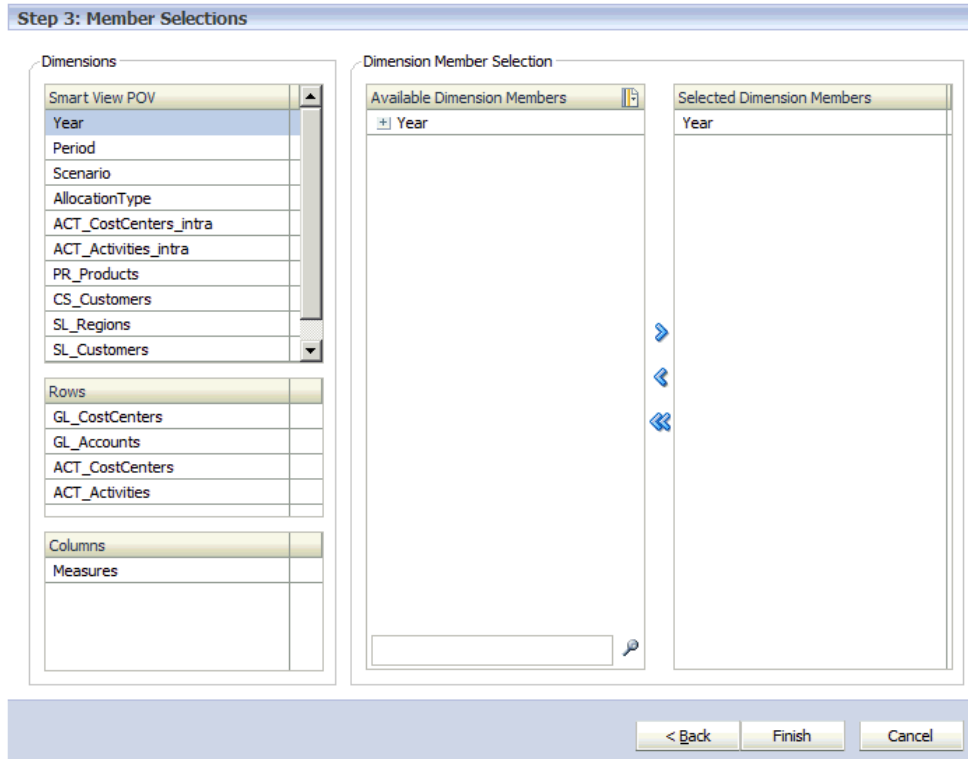 Step 3: Member Selections
Dimensions
Smart View POV
Year
Period
Scenario
AllocationType
ACT_CostCenters_intra
ACT_Activities_intra
PR_Products
CS_Customers
SL_Regions
SL_Customers
Rows
GL_CostCenters
GL_Accounts
ACT_CostCenters
ACT_Activities
Columns
Measures
Dimension Member Selection
Available Dimension Members
Year
Selected Dimension Members
Year
< Back
Finish
Cancel